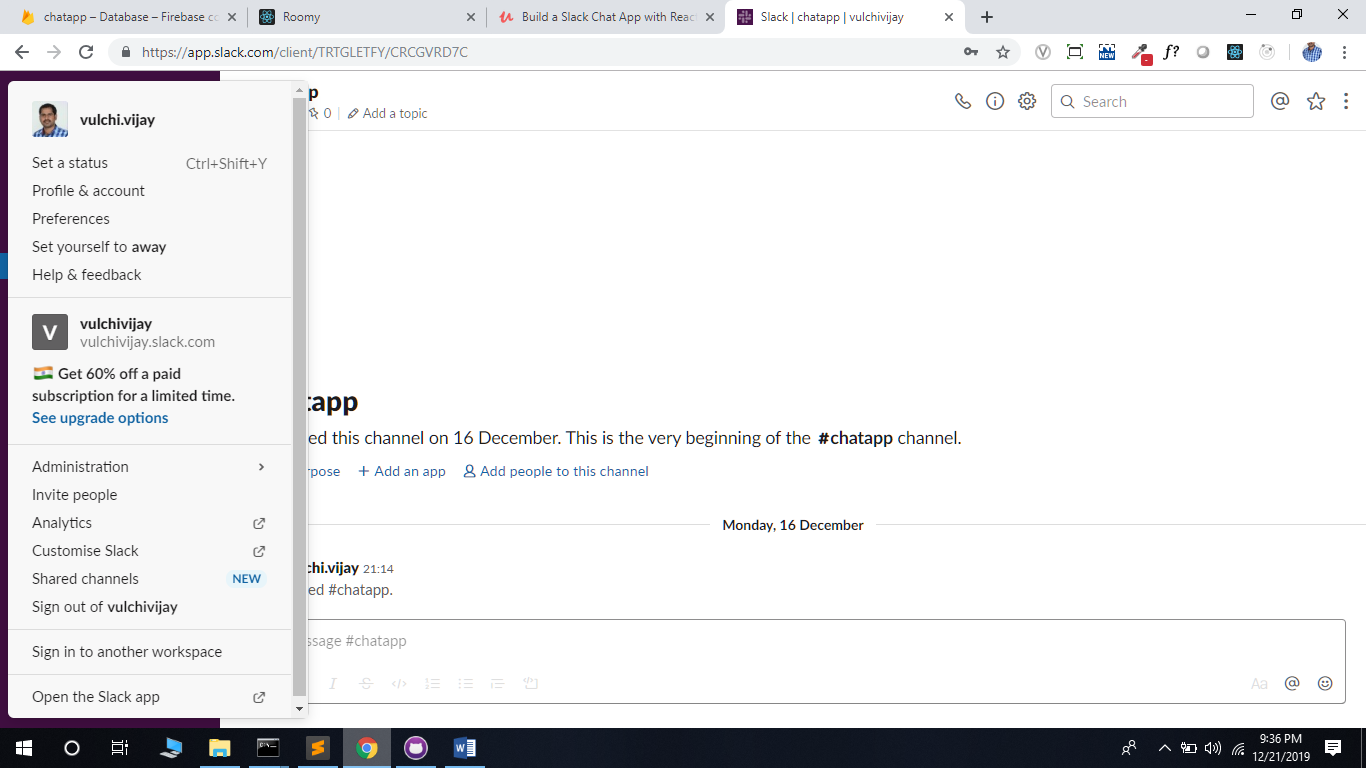 chatapp – Database – Firebase co
Roomy
Build a Slack Chat App with Reac
Slack | chatapp | vulchivijay
https://app.slack.com/client/TRTGLETFY/CRCGVRD7C
NEW
f?
vulchi.vijay
Set a status Ctrl+Shift+Y
Profile & account
Preferences
Set yourself to away
Help & feedback
V
vulchivijay
vulchivijay.slack.com
Get 60% off a paid
subscription for a limited time.
See upgrade options
Administration
Invite people
Analytics
Customise Slack
Shared channels NEW
Sign out of vulchivijay
Sign in to another workspace
Open the Slack app
p
0 | Add a topic
Search
tapp
ed this channel on 16 December. This is the very beginning of the #chatapp channel.
rpose + Add an app Add people to this channel
Monday, 16 December
chi.vijay 21:14
ed #chatapp.
ssage #chatapp
Aa @
9:36 PM
12/21/2019